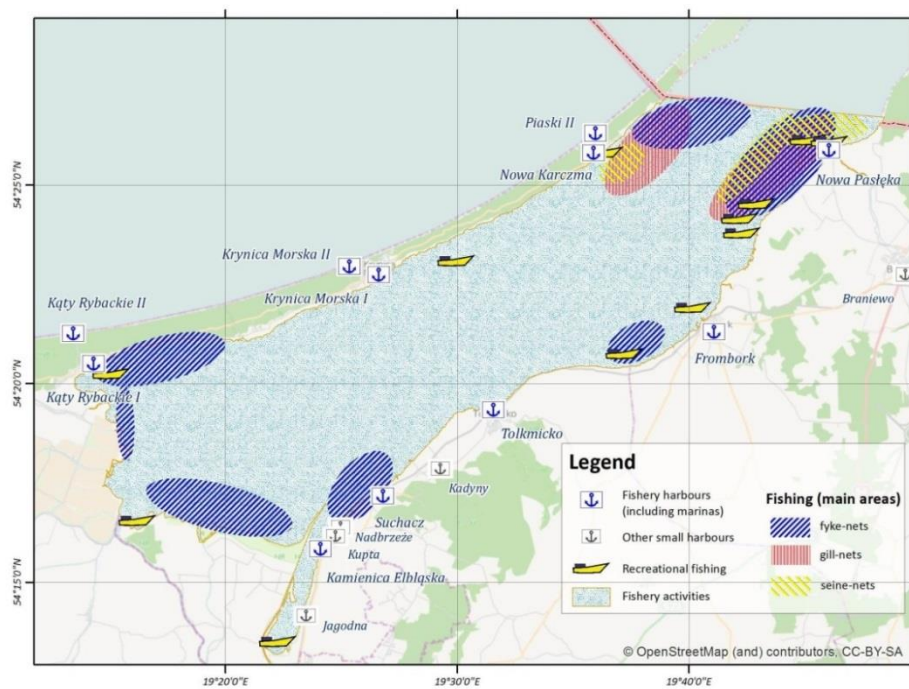 Piaski II
Nowa Karczma
Nowa Pasłęka
54°25'0"N
Krynica Morska II
Krynica Morska I
Kąty Rybackie II
Braniewo
Frombork
54°20'0"N
Kąty Rybackie I
Tolkmicko
Kadyny
Suchacz
Nadbrzeże
Kupta
Kamienica Elbląska
54°15'0"N
Jagodna
Legend
Fishery harbours
(including marinas)
Other small harbours
Recreational fishing
Fishery activities
Fishing (main areas)
fyke-nets
gill-nets
seine-nets
© OpenStreetMap (and) contributors, CC-BY-SA
19°20'0"E
19°30'0"E
19°40'0"E